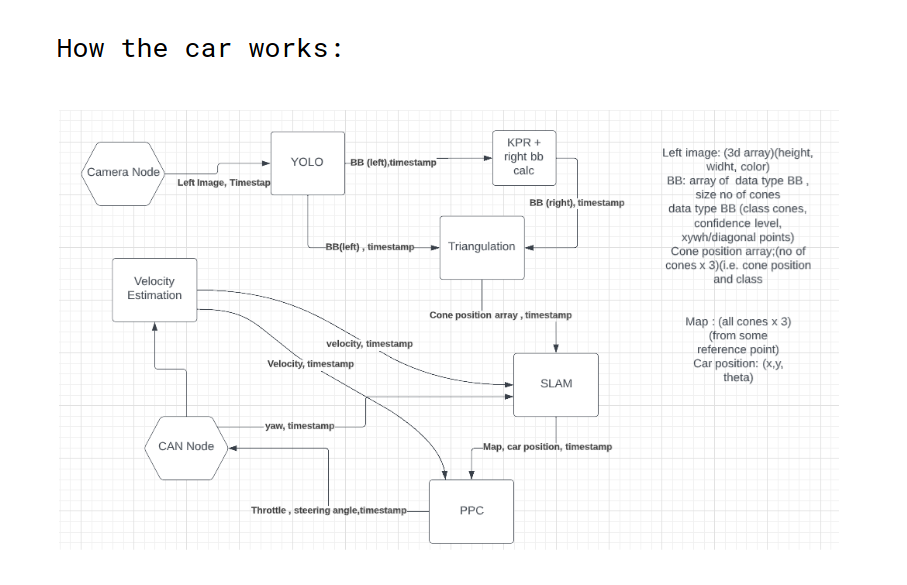 How the car works:
Camera Node
Left Image, Timestap
YOLO
BB (left),timestamp
KPR +
right bb
calc
BB (right), timestamp
BB(left) , timestamp
Triangulation
Velocity
Estimation
Cone position array , timestamp
velocity, timestamp
Velocity, timestamp
SLAM
yaw, timestamp
CAN Node
Map, car position, timestamp
Throttle , steering angle,timestamp
PPC
Left image: (3d array)(height,
widht, color)
BB: array of data type BB ,
size no of cones
data type BB (class cones,
confidence level,
xywh/diagonal points)
Cone position array;(no of
cones x 3)(i.e. cone position
and class
Map : (all cones x 3)
(from some
reference point)
Car position: (x,y,
theta)